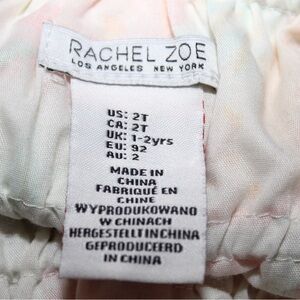 RACHEL ZOE
LOS ANGELES NEW YORK
US: 2T
CA: 2T
UK: 1-2yrs
EU: 92
AU: 2
MADE IN
CHINA
FABRIQUÉ EN
CHINE
WYPRODUKOWANO
W CHINACH
HERGESTELLT IN CHINA
GEPRODUCEERD
IN CHINA